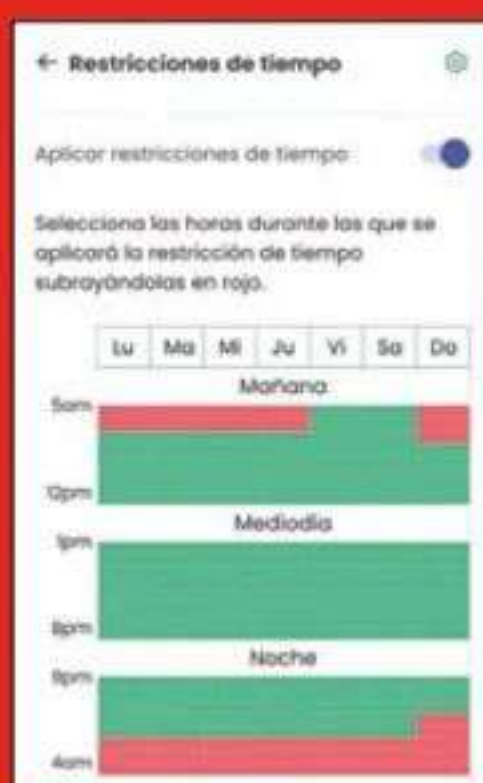 ← Restricciones de tiempo
Aplicar restricciones de tiempo
Selecciona las horas durante las que se
aplicará la restricción de tiempo
subrayándolas en rojo.
Lu Ma Mi Ju Vi Sa Do
Mañana
5am
12pm
Mediodía
1pm
8pm
Noche
9pm
4am